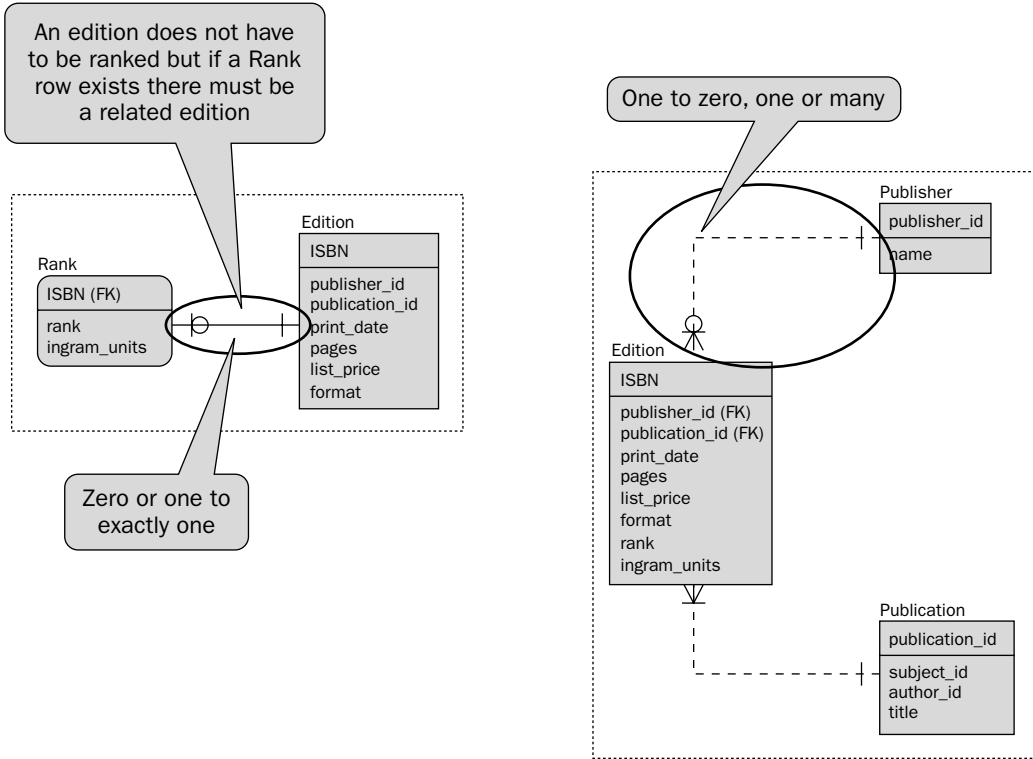 An edition does not have
to be ranked but if a Rank
row exists there must be
a related edition
Rank
ISBN (FK)
rank
ingram_units
Edition
ISBN
publisher_id
publication_id
print_date
pages
list_price
format
Zero or one to
exactly one
One to zero, one or many
Publisher
publisher_id
name
Edition
ISBN
publisher_id (FK)
publication_id (FK)
print_date
pages
list_price
format
rank
ingram_units
Publication
publication_id
subject_id
author_id
title